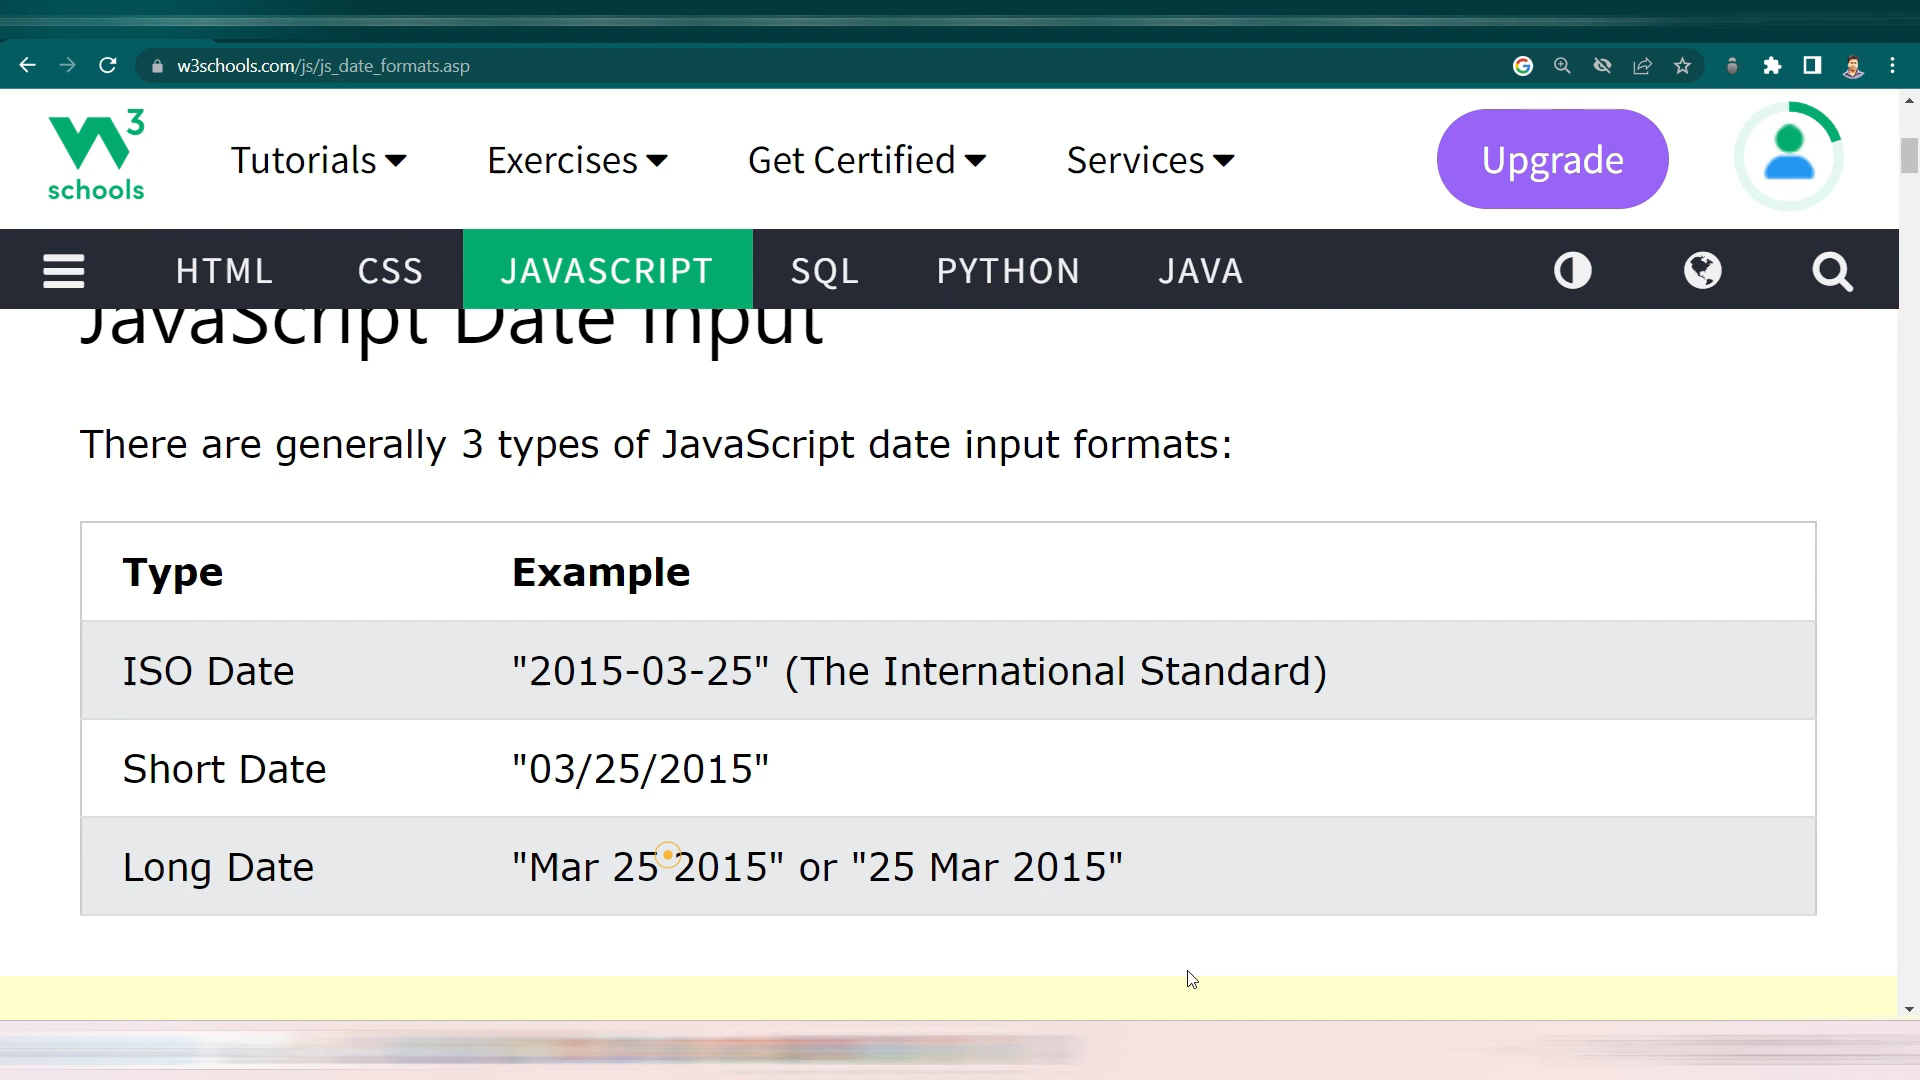 w3schools.com/js/js_date_formats.asp
W3
schools
Tutorials
Exercises
Get Certified
Services
Upgrade
HTML
CSS
JAVASCRIPT
SQL
PYTHON
JAVA
JavaScript Date Input
There are generally 3 types of JavaScript date input formats:
Type Example
ISO Date "2015-03-25" (The International Standard)
Short Date "03/25/2015"
Long Date "Mar 25 2015" or "25 Mar 2015"